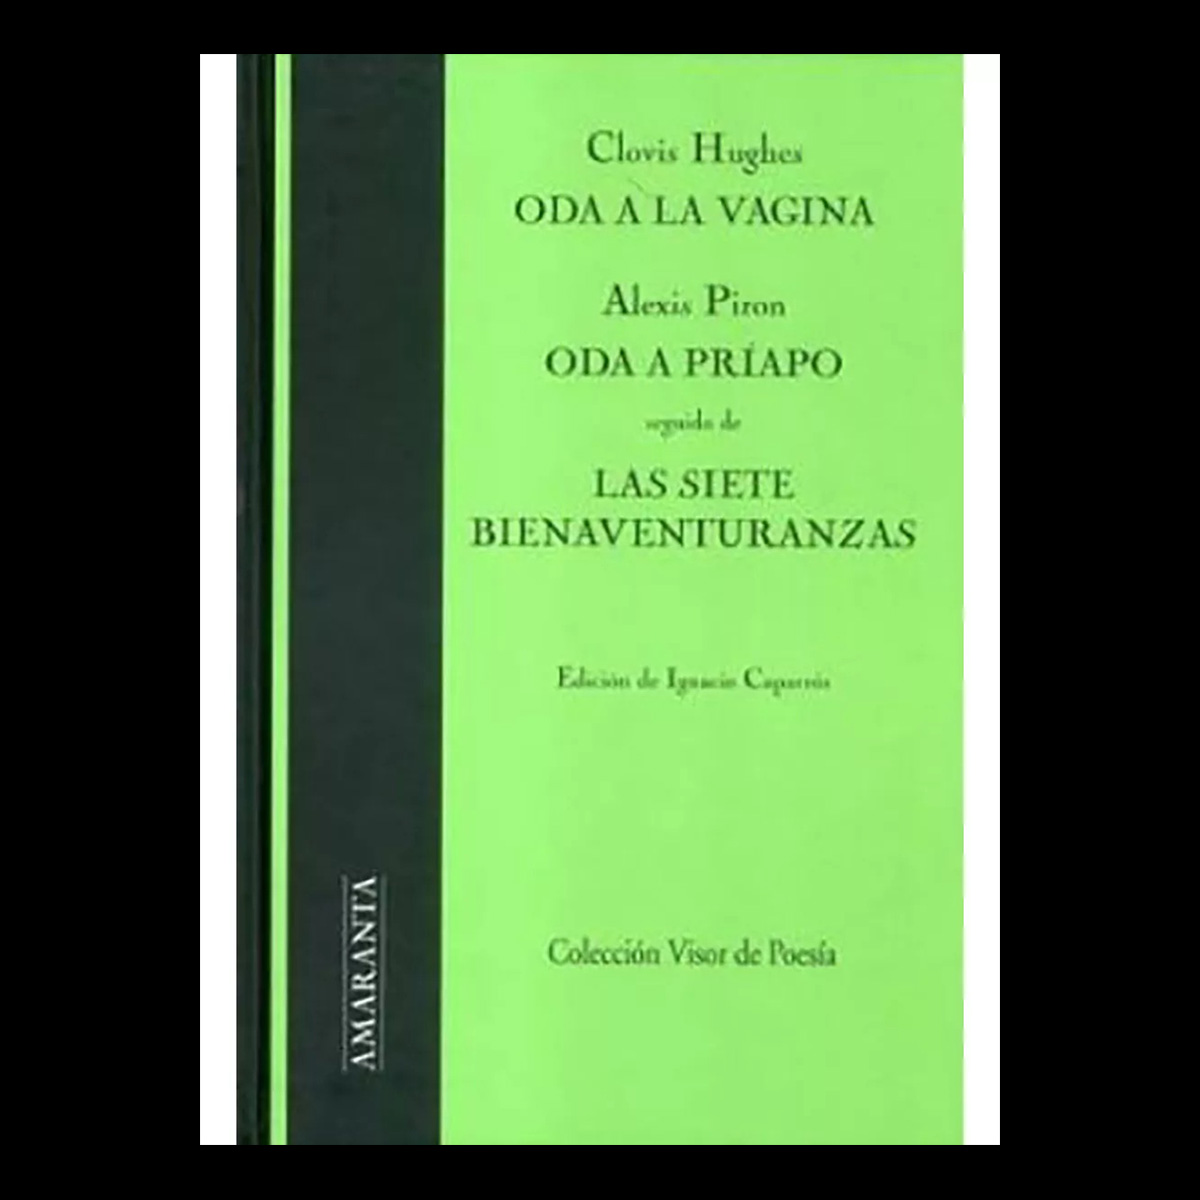 Clovis Hughes
ODA A LA VAGINA
Alexis Piron
ODA A PRÍAPO
seguido de
LAS SIETE
BIENAVENTURANZAS
Edición de Ignacio Caparrós
Colección Visor de Poesía
AMARANTA